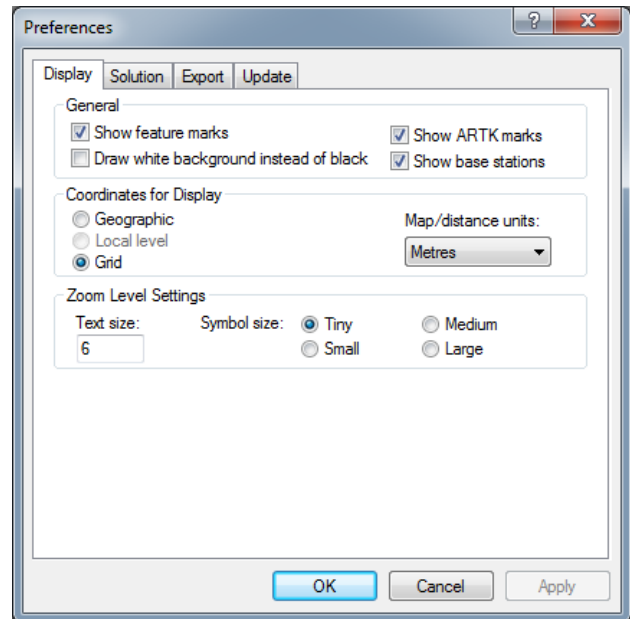 Preferences
?
X
Display Solution Export Update
General
Show feature marks
Show ARTK marks
Draw white background instead of black
Show base stations
Coordinates for Display
Geographic
Local level
Grid
Map/distance units:
Metres
Zoom Level Settings
Text size:
6
Symbol size:
Tiny
Medium
Small
Large
OK
Cancel
Apply